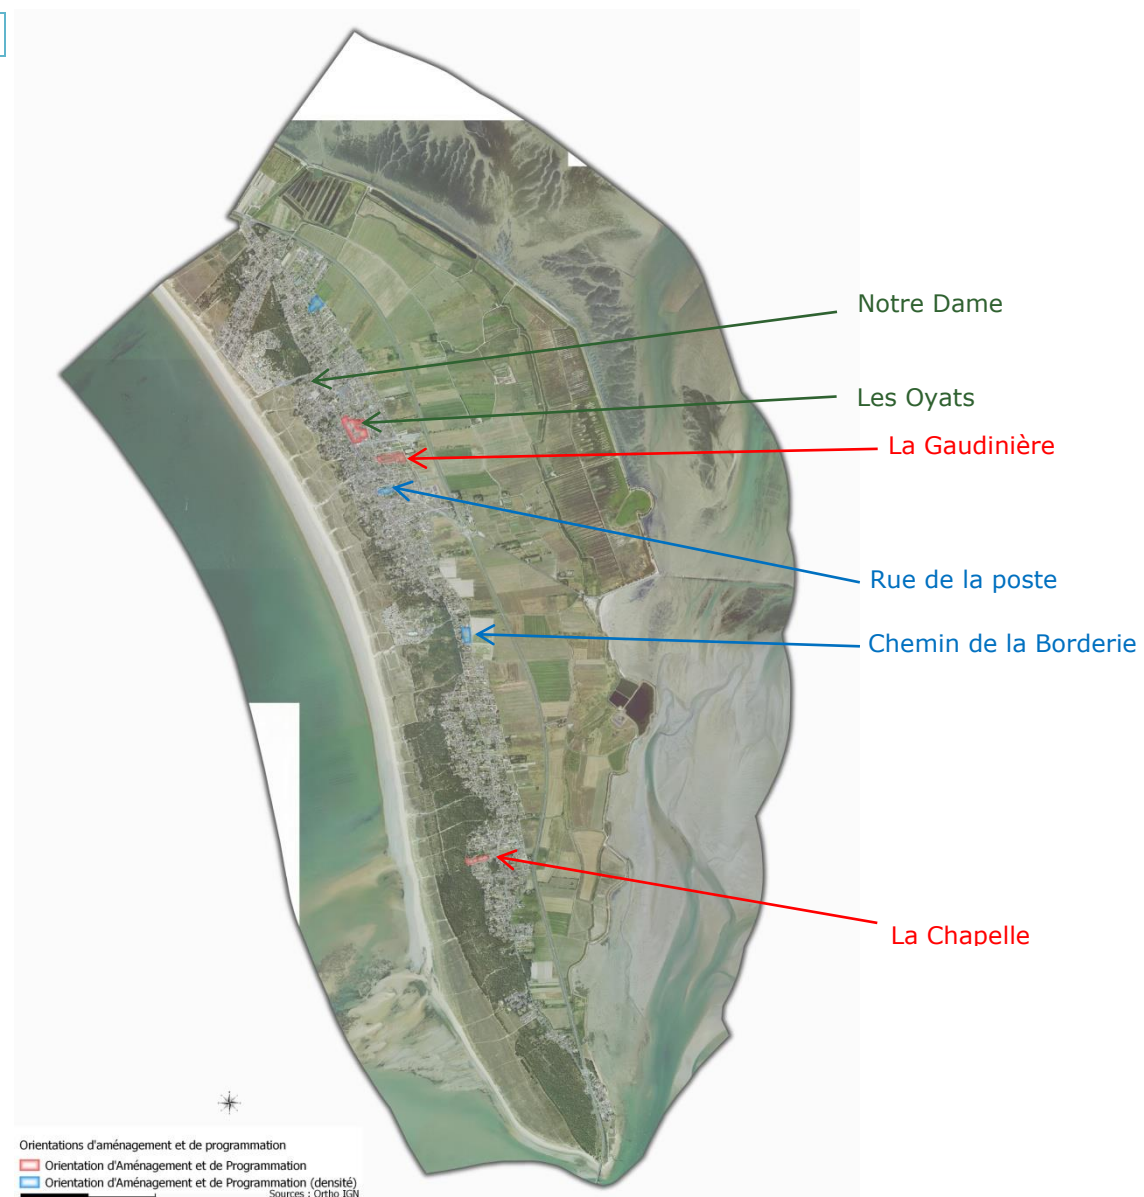 Notre Dame
Les Oyats
La Gaudinière
Rue de la poste
Chemin de la Borderie
La Chapelle
Orientations d'aménagement et de programmation
Orientation d'Aménagement et de Programmation
Orientation d'Aménagement et de Programmation (densité)
Sources : Ortho IGN